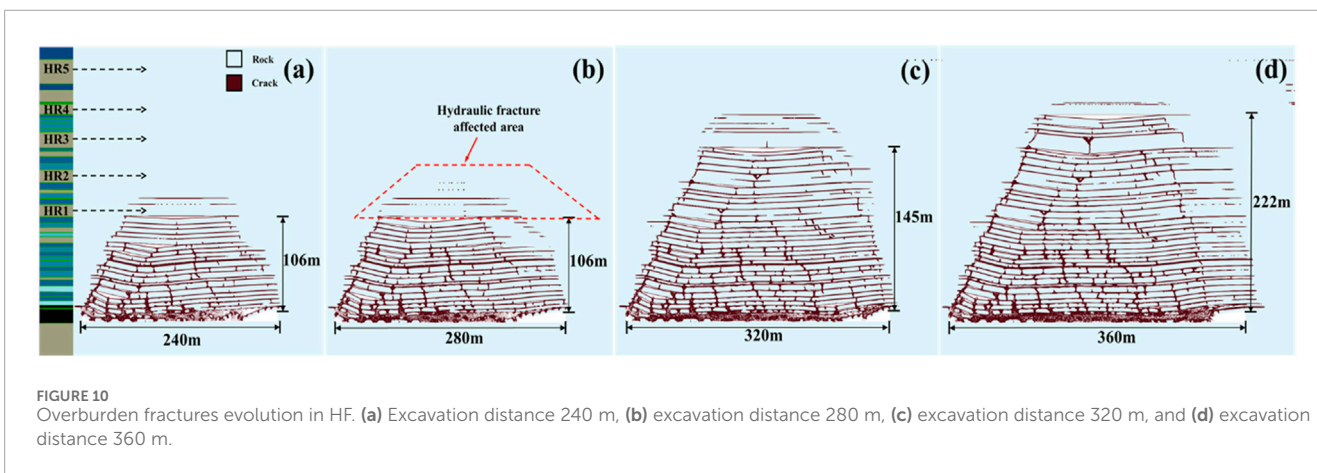 HR5
HR4
HR3
HR2
HR1
Rock
Crack
(a)
106m
240m
(b)
Hydraulic fracture
affected area
106m
280m
(c)
145m
320m
(d)
222m
360m
FIGURE 10
Overburden fractures evolution in HF. (a) Excavation distance 240 m, (b) excavation distance 280 m, (c) excavation distance 320 m, and (d) excavation
distance 360 m.